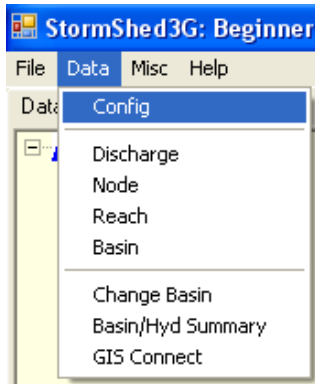 StormShed3G: Beginner
File Data Misc Help
Data
Config
Discharge
Node
Reach
Basin
Change Basin
Basin/Hyd Summary
GIS Connect